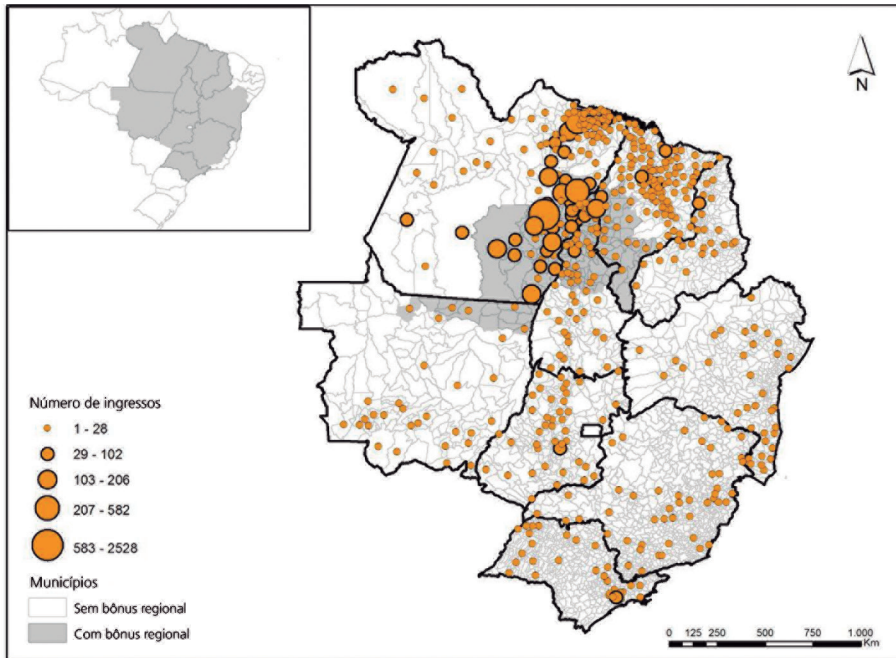 N
Número de ingressos
1 - 28
29 - 102
103 - 206
207 - 582
583 - 2528
Municípios
Sem bônus regional
Com bônus regional
0 125 250 500 750 1.000
Km